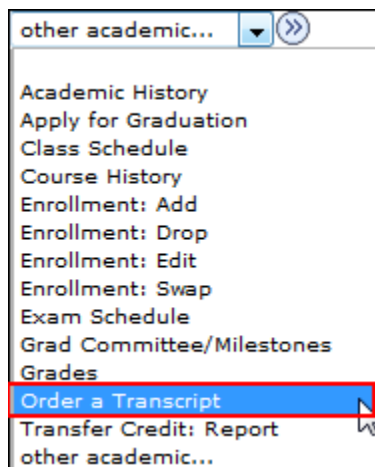 other academic...
Academic History
Apply for Graduation
Class Schedule
Course History
Enrollment: Add
Enrollment: Drop
Enrollment: Edit
Enrollment: Swap
Exam Schedule
Grad Committee/Milestones
Grades
Order a Transcript
Transfer Credit: Report
other academic...